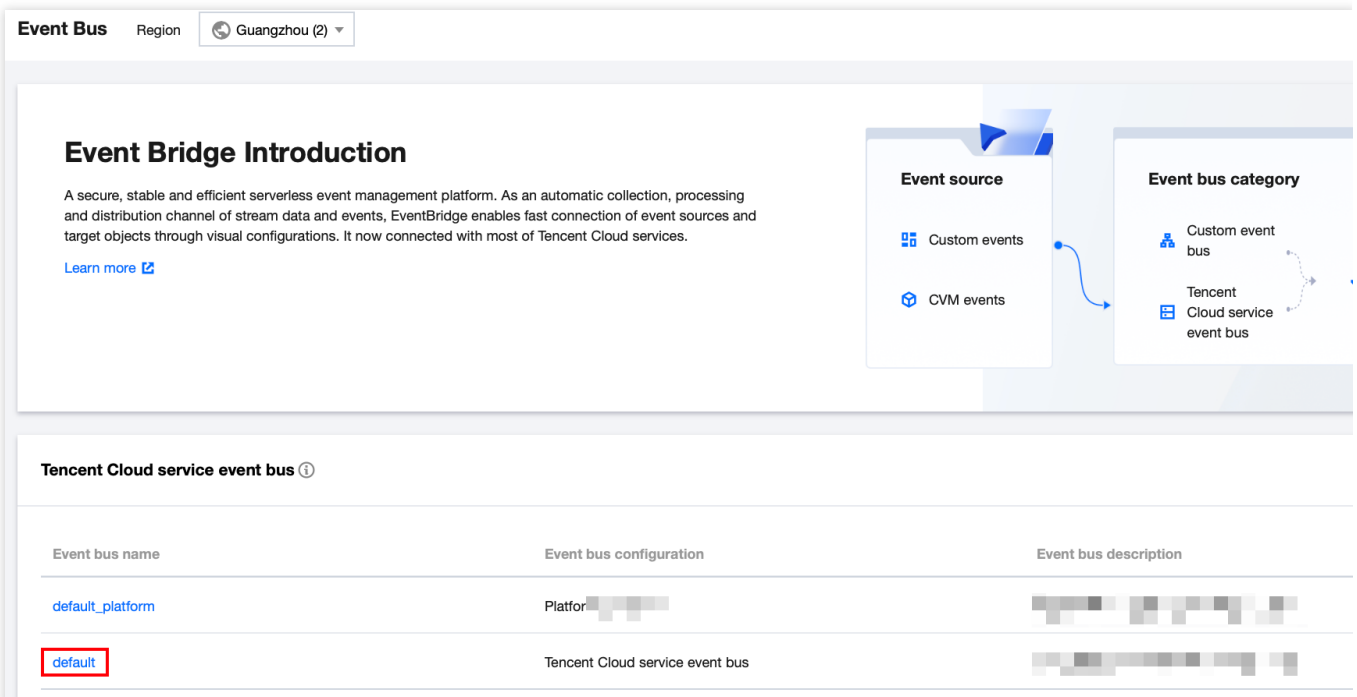 Event Bus
Region
Guangzhou (2)
Event Bridge Introduction
A secure, stable and efficient serverless event management platform. As an automatic collection, processing
and distribution channel of stream data and events, EventBridge enables fast connection of event sources and
target objects through visual configurations. It now connected with most of Tencent Cloud services.
Learn more
Event source
Custom events
CVM events
Event bus category
Custom event
bus
Tencent
Cloud service
event bus
Tencent Cloud service event bus
Event bus name Event bus configuration Event bus description
default_platform Platfor
default Tencent Cloud service event bus